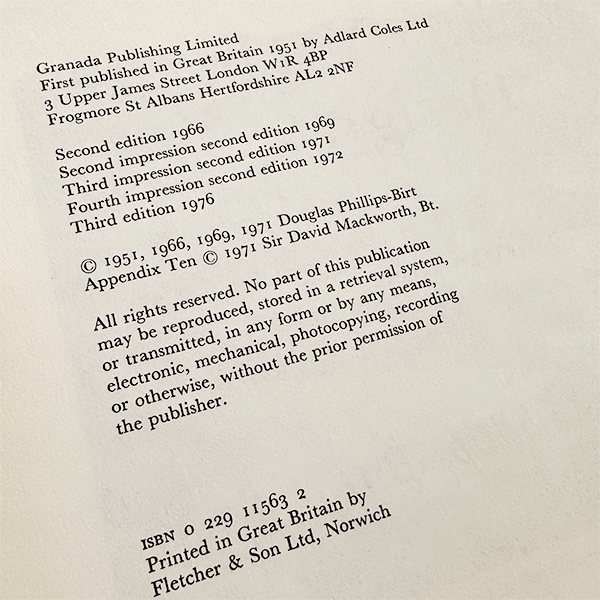 Granada Publishing Limited
First published in Great Britain 1951 by Adlard Coles Ltd
3 Upper James Street London W1R 4BP
Frogmore St Albans Hertfordshire AL2 2NF
Second edition 1966
Second impression second edition 1969
Third impression second edition 1971
Fourth impression second edition 1972
Third edition 1976
© 1951, 1966, 1969, 1971 Douglas Phillips-Birt
Appendix Ten © 1971 Sir David Mackworth, Bt.
All rights reserved. No part of this publication
may be reproduced, stored in a retrieval system,
or transmitted, in any form or by any means,
electronic, mechanical, photocopying, recording
or otherwise, without the prior permission of
the publisher.
ISBN 0 229 11563 2
Printed in Great Britain by
Fletcher & Son Ltd, Norwich